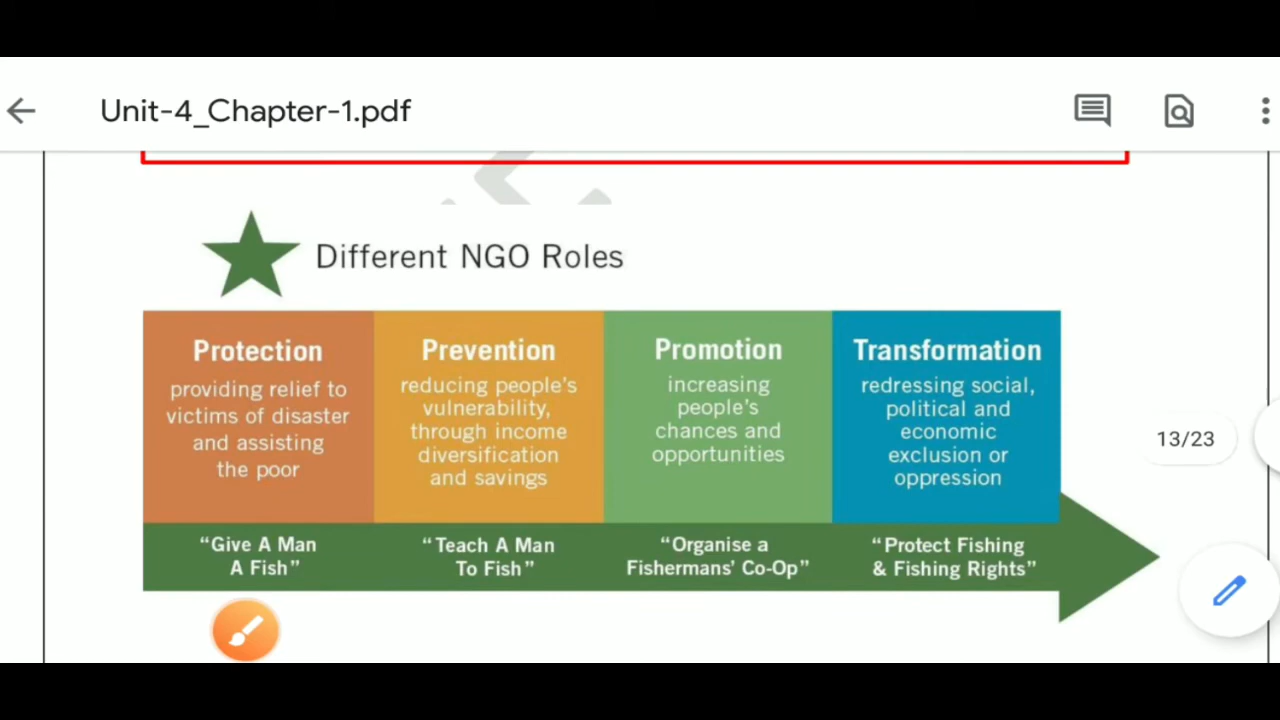 Unit-4_Chapter-1.pdf
Different NGO Roles
Protection
providing relief to
victims of disaster
and assisting
the poor
Prevention
reducing people's
vulnerability,
through income
diversification
and savings
Promotion
increasing
people's
chances and
opportunities
Transformation
redressing social,
political and
economic
exclusion or
oppression
13/23
“Give A Man
A Fish”
“Teach A Man
To Fish”
“Organise a
Fishermans’ Co-Op”
“Protect Fishing
& Fishing Rights”